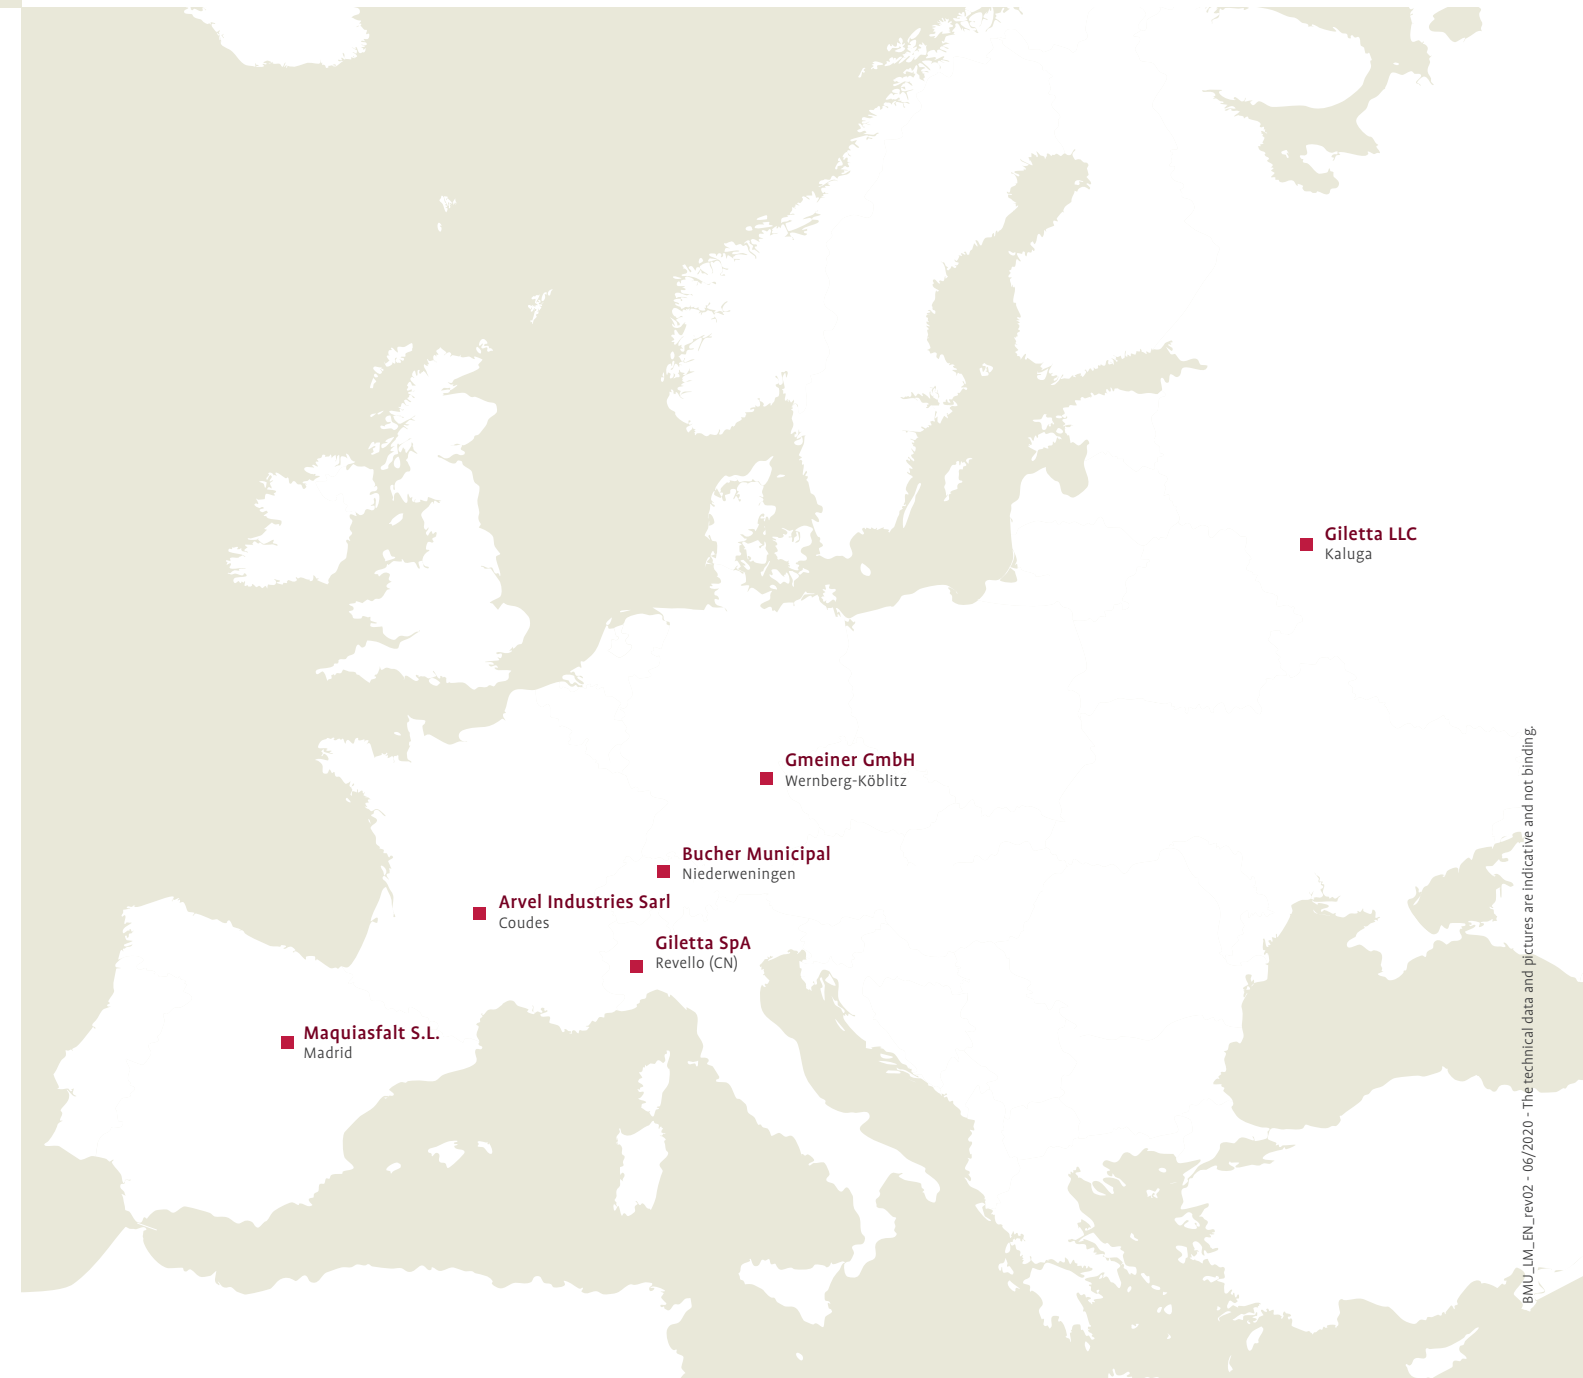 Giletta LLC
Kaluga
Gmeiner GmbH
Wernberg-Köblitz
Bucher Municipal
Niederweningen
Arvel Industries Sarl
Coudes
Giletta SpA
Revello (CN)
Maquiasfalt S.L.
Madrid
BMU_LM_EN_rev02 - 06/2020 - The technical data and pictures are indicative and not binding.